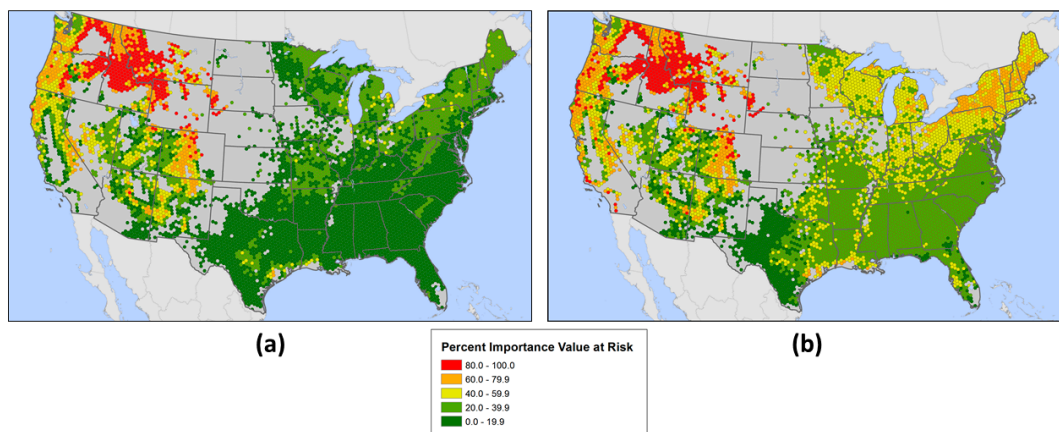 (a)
(b)
Percent Importance Value at Risk
80.0 - 100.0
60.0 - 79.9
40.0 - 59.9
20.0 - 39.9
0.0 - 19.9